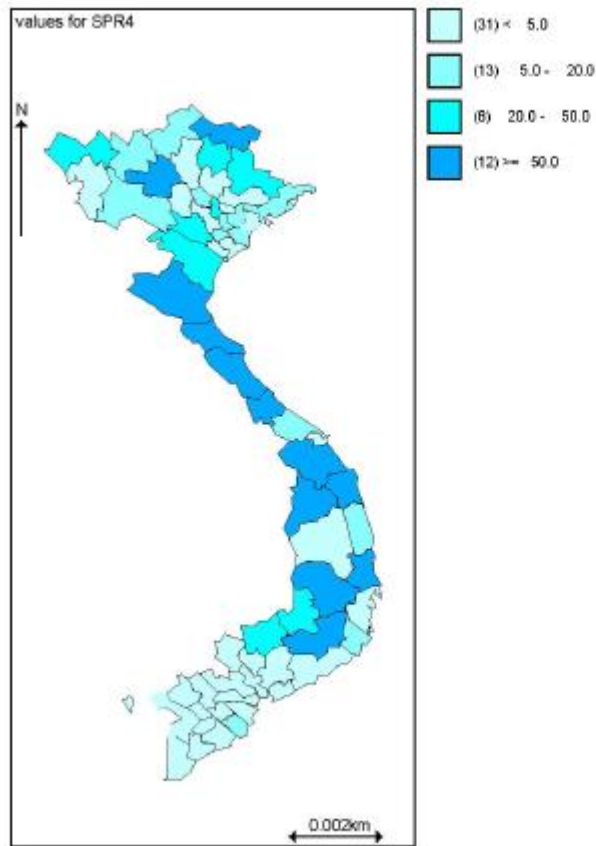 values for SPR4
(31) < 5.0
(13) 5.0 - 20.0
(8) 20.0 - 50.0
(12) >= 50.0
N
0.002km